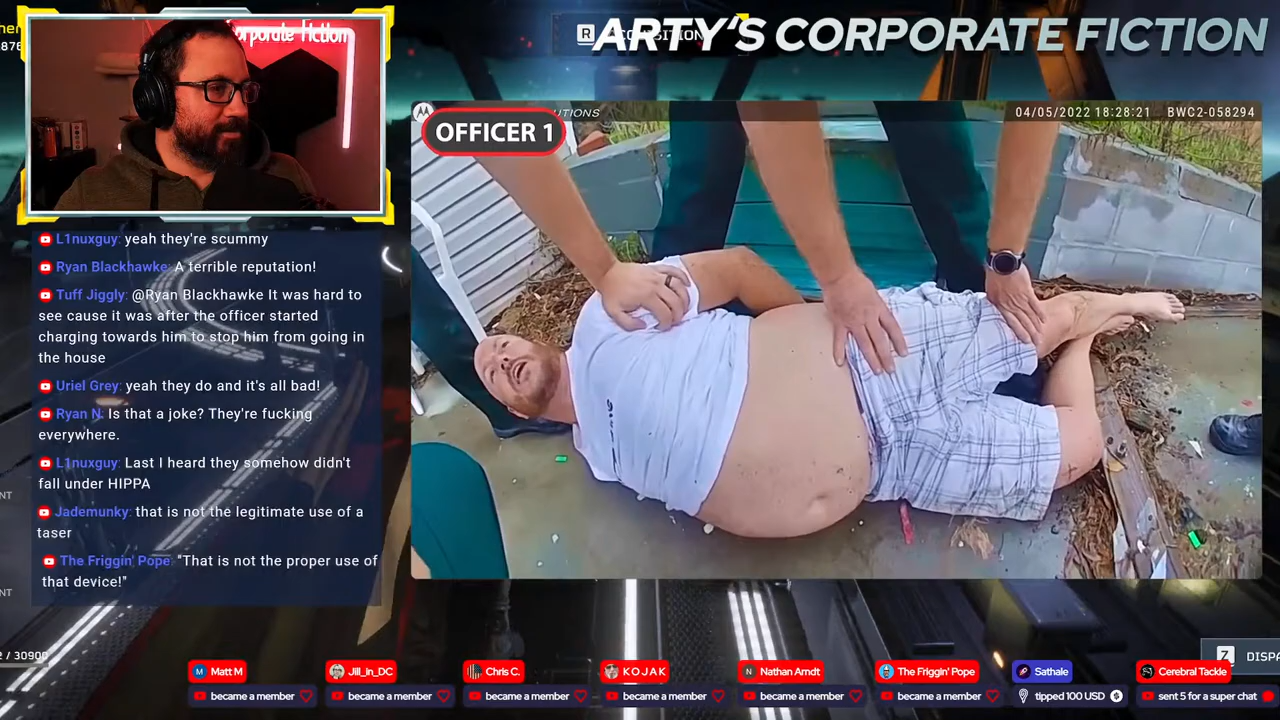 ARTY'S CORPORATE FICTION
orporate Fiction
R
OFFICER 1
UTIONS
04/05/2022 18:28:21 BWC2-058294
L1nuxguy: yeah they're scummy
Ryan Blackhawke: A terrible reputation!
Tuff Jiggly: @Ryan Blackhawke It was hard to
see cause it was after the officer started
charging towards him to stop him from going in
the house
Uriel Grey: yeah they do and it's all bad!
Ryan N: Is that a joke? They're fucking
everywhere.
L1nuxguy: Last I heard they somehow didn't
fall under HIPPA
Jademunky: that is not the legitimate use of a
taser
The Friggin' Pope: "That is not the proper use of
that device!"
NT
NT
/ 30900
Z DISPA
M Matt M
became a member
Jill_in_DC
became a member
Chris C.
became a member
K O J A K
became a member
N Nathan Arndt
became a member
The Friggin' Pope
became a member
Sathale
tipped 100 USD
Cerebral Tackle
sent 5 for a super chat